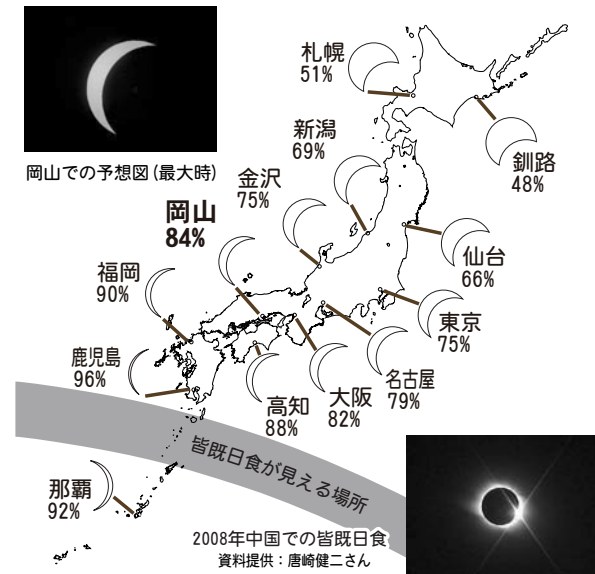 岡山での予想図(最大時)
札幌
51%
釧路
48%
新潟
69%
金沢
75%
岡山
84%
仙台
66%
福岡
90%
東京
75%
鹿児島
96%
名古屋
79%
大阪
82%
高知
88%
皆既日食が見える場所
那覇
92%
2008年中国での皆既日食
資料提供:唐崎健二さん